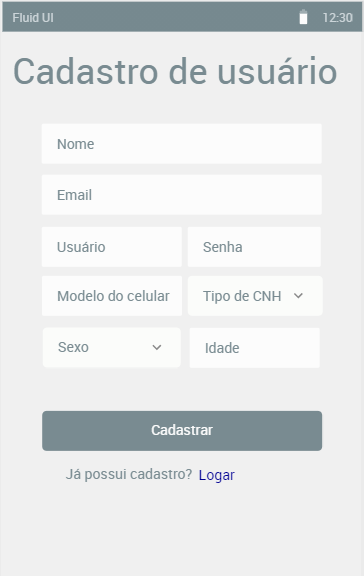 Fluid UI 12:30
Cadastro de usuário
Nome
Email
Usuário Senha
Modelo do celular Tipo de CNH
Sexo Idade
Cadastrar
Já possui cadastro? Logar